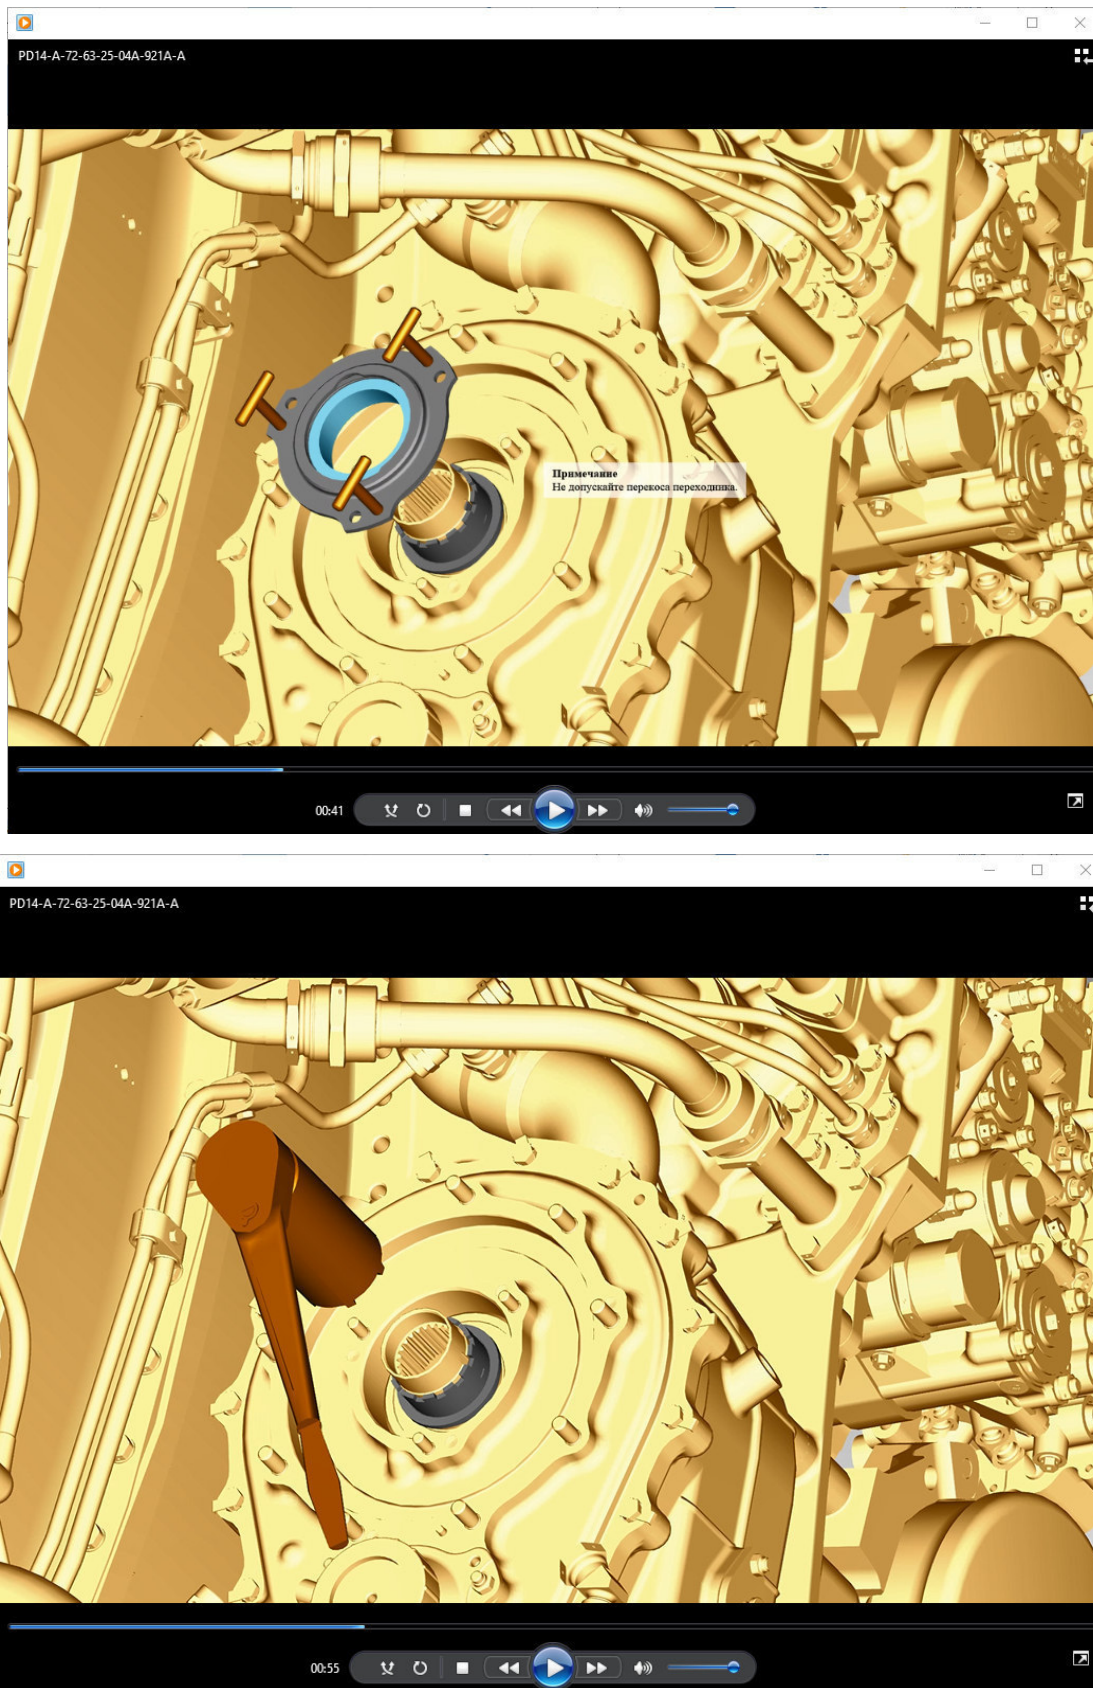 PD14-A-72-63-25-04A-921A-A
Примечание
Не допускайте перекоса переходника.
00:41
PD14-A-72-63-25-04A-921A-A
00:55